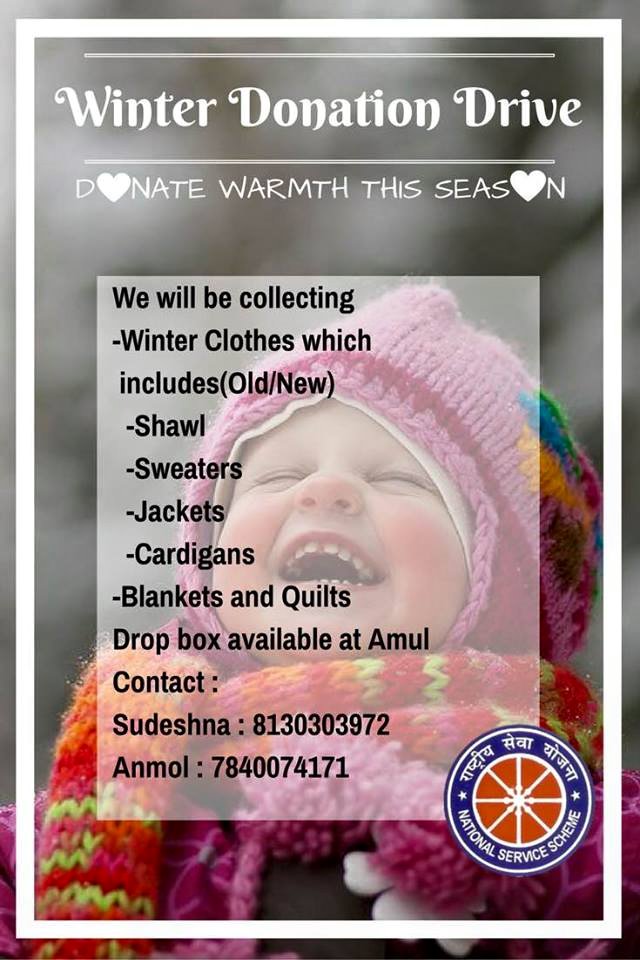 Winter Donation Drive
D🤍NATE WARMTH THIS SEAS🤍N
We will be collecting
-Winter Clothes which
includes(Old/New)
-Shawl
-Sweaters
-Jackets
-Cardigans
-Blankets and Quilts
Drop box available at Amul
Contact :
Sudeshna : 8130303972
Anmol : 7840074171
राष्ट्रीय सेवा योजना
NATIONAL SERVICE SCHEME